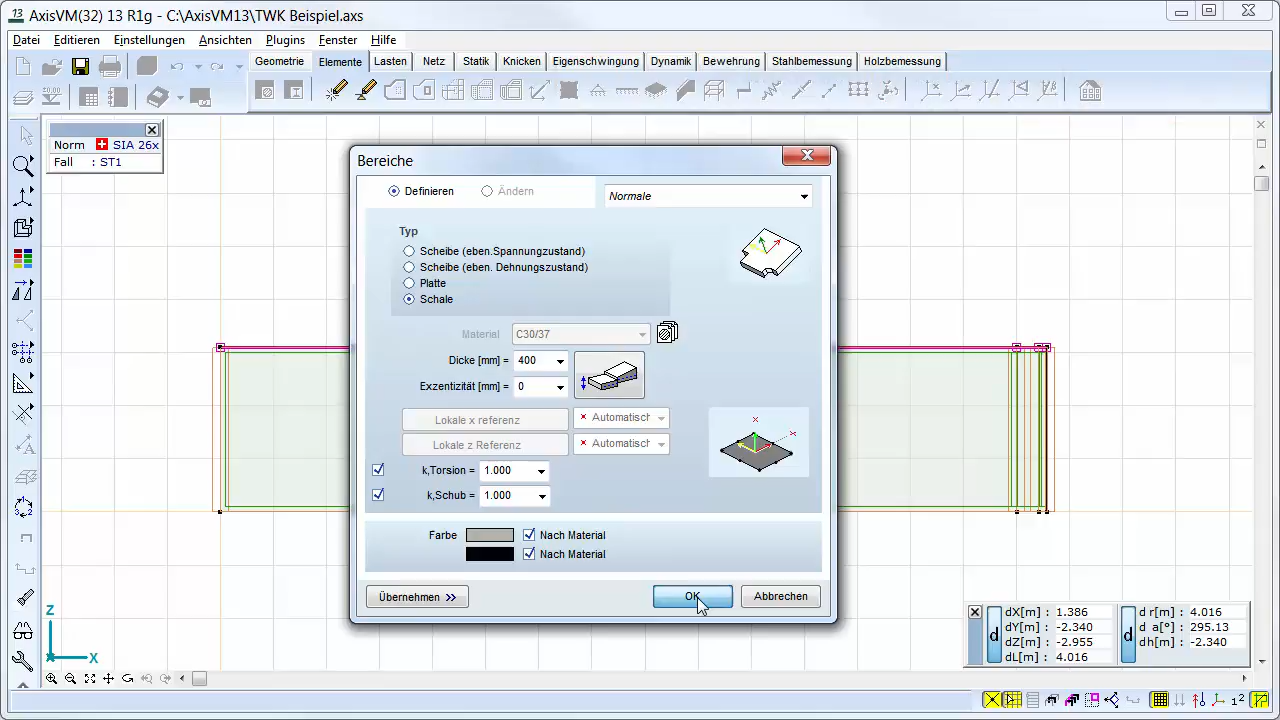 AxisVM(32) 13 R1g - C:\AxisVM13\TWK Beispiel.axs
Datei Editieren Einstellungen Ansichten Plugins Fenster Hilfe
Geometrie Elemente Lasten Netz Statik Knicken Eigenschwingung Dynamik Bewehrung Stahlbemessung Holzbemessung
Norm SIA 26x
Fall : ST1
Bereiche
Definieren Ändern Normale
Typ
Scheibe (eben.Spannungzustand)
Scheibe (eben. Dehnungszustand)
Platte
Schale
Material C30/37
Dicke [mm] = 400
Exzentizität [mm] = 0
Lokale x referenz Automatisch
Lokale z Referenz Automatisch
k,Torsion = 1.000
k,Schub = 1.000
Farbe Nach Material
Nach Material
Übernehmen >> OK Abbrechen
Z
X
dX[m] : 1.386 d r[m] : 4.016
dY[m] : -2.340 d a[°] : 295.13
dZ[m] : -2.955 dh[m] : -2.340
dL[m] : 4.016
d d